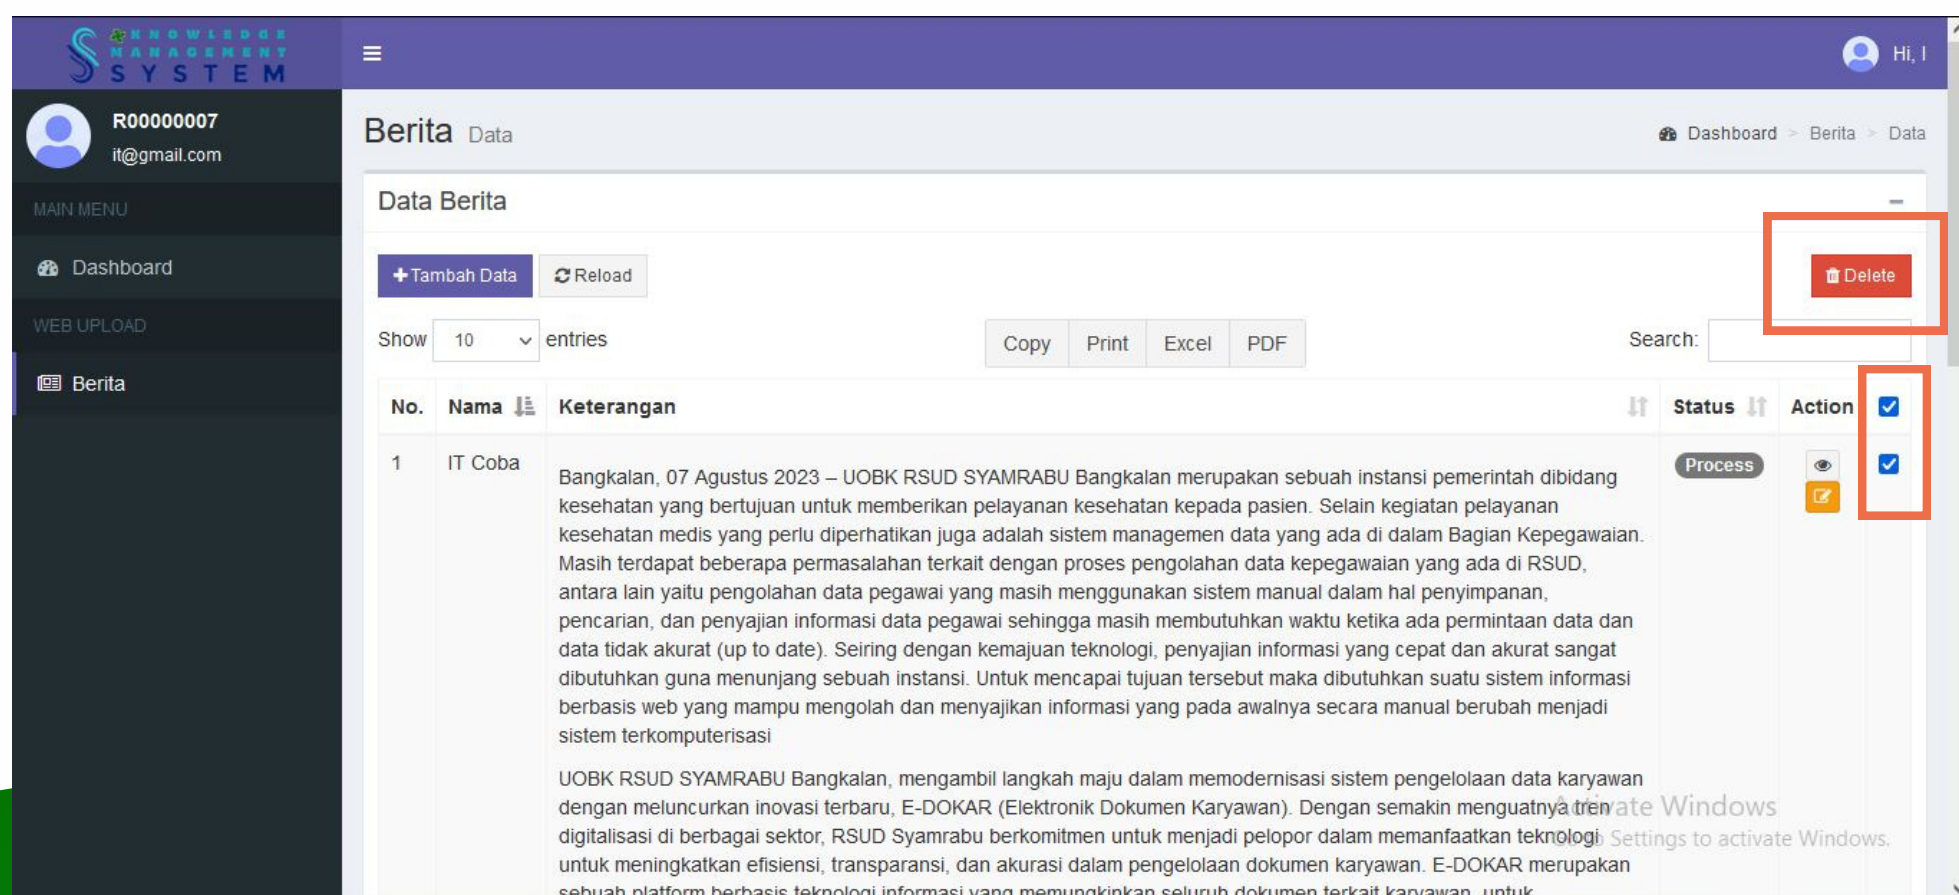 KNOWLEDGE
MANAGEMENT
SYSTEM
Hi, I
R00000007
it@gmail.com
MAIN MENU
Dashboard
WEB UPLOAD
Berita
Berita Data
Dashboard > Berita > Data
Data Berita
Tambah Data Reload
Delete
Show 10 entries
Copy Print Excel PDF
Search:
No. Nama Keterangan Status Action
1 IT Coba
Process
Bangkalan, 07 Agustus 2023 – UOBK RSUD SYAMRABU Bangkalan merupakan sebuah instansi pemerintah dibidang
kesehatan yang bertujuan untuk memberikan pelayanan kesehatan kepada pasien. Selain kegiatan pelayanan
kesehatan medis yang perlu diperhatikan juga adalah sistem managemen data yang ada di dalam Bagian Kepegawaian.
Masih terdapat beberapa permasalahan terkait dengan proses pengolahan data kepegawaian yang ada di RSUD,
antara lain yaitu pengolahan data pegawai yang masih menggunakan sistem manual dalam hal penyimpanan,
pencarian, dan penyajian informasi data pegawai sehingga masih membutuhkan waktu ketika ada permintaan data dan
data tidak akurat (up to date). Seiring dengan kemajuan teknologi, penyajian informasi yang cepat dan akurat sangat
dibutuhkan guna menunjang sebuah instansi. Untuk mencapai tujuan tersebut maka dibutuhkan suatu sistem informasi
berbasis web yang mampu mengolah dan menyajikan informasi yang pada awalnya secara manual berubah menjadi
sistem terkomputerisasi
UOBK RSUD SYAMRABU Bangkalan, mengambil langkah maju dalam memodernisasi sistem pengelolaan data karyawan
dengan meluncurkan inovasi terbaru, E-DOKAR (Elektronik Dokumen Karyawan). Dengan semakin menguatnya tren
digitalisasi di berbagai sektor, RSUD Syamrabu berkomitmen untuk menjadi pelopor dalam memanfaatkan teknologi
untuk meningkatkan efisiensi, transparansi, dan akurasi dalam pengelolaan dokumen karyawan. E-DOKAR merupakan
sebuah platform berbasis teknologi informasi yang memungkinkan seluruh dokumen terkait karyawan, untuk
Activate Windows
Go to Settings to activate Windows.